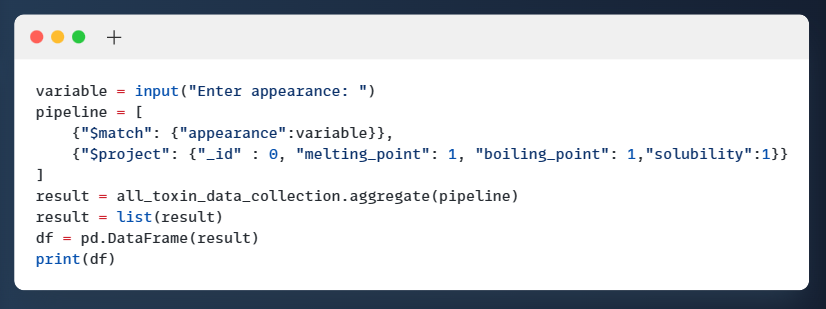 variable = input("Enter appearance: ")
pipeline = [
    {"$match": {"appearance":variable}},
    {"$project": {"_id" : 0, "melting_point": 1, "boiling_point": 1,"solubility":1}}
]
result = all_toxin_data_collection.aggregate(pipeline)
result = list(result)
df = pd.DataFrame(result)
print(df)